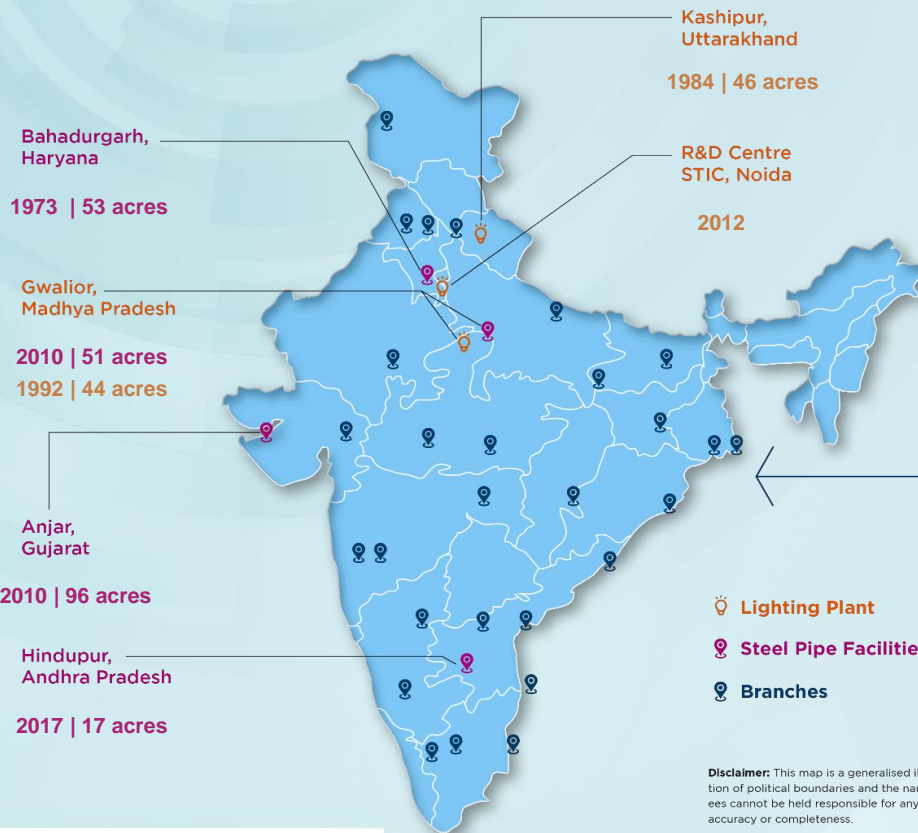 Kashipur,
Uttarakhand
1984 | 46 acres
Bahadurgarh,
Haryana
1973 | 53 acres
R&D Centre
STIC, Noida
2012
Gwalior,
Madhya Pradesh
2010 | 51 acres
1992 | 44 acres
Anjar,
Gujarat
2010 | 96 acres
Hindupur,
Andhra Pradesh
2017 | 17 acres
Lighting Plant
Steel Pipe Facilitie
Branches
Disclaimer: This map is a generalised il
tion of political boundaries and the nar
ees cannot be held responsible for any
accuracy or completeness.